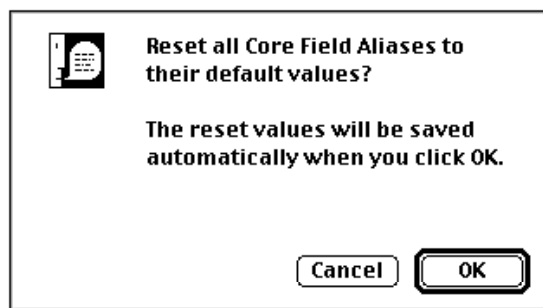 Reset all Core Field Aliases to
their default values?
The reset values will be saved
automatically when you click OK.
Cancel
OK